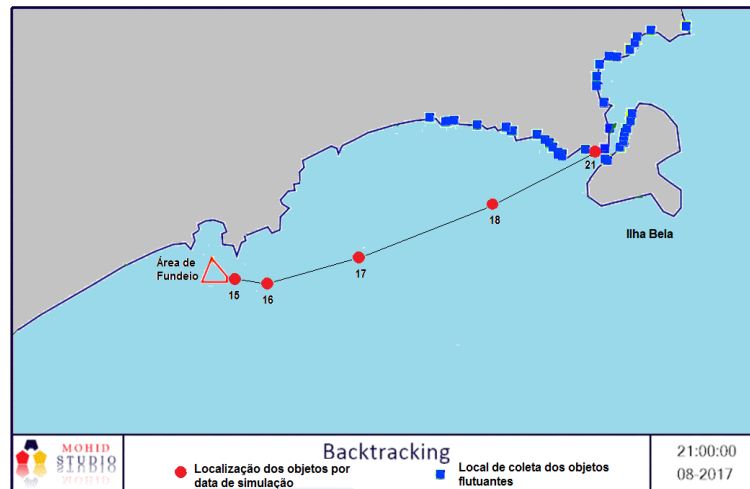 21
18
Ilha Bela
Área de
Fundeio
17
15
16
MOHID
STUDIO
Backtracking
Localização dos objetos por
data de simulação
Local de coleta dos objetos
flutuantes
21:00:00
08-2017